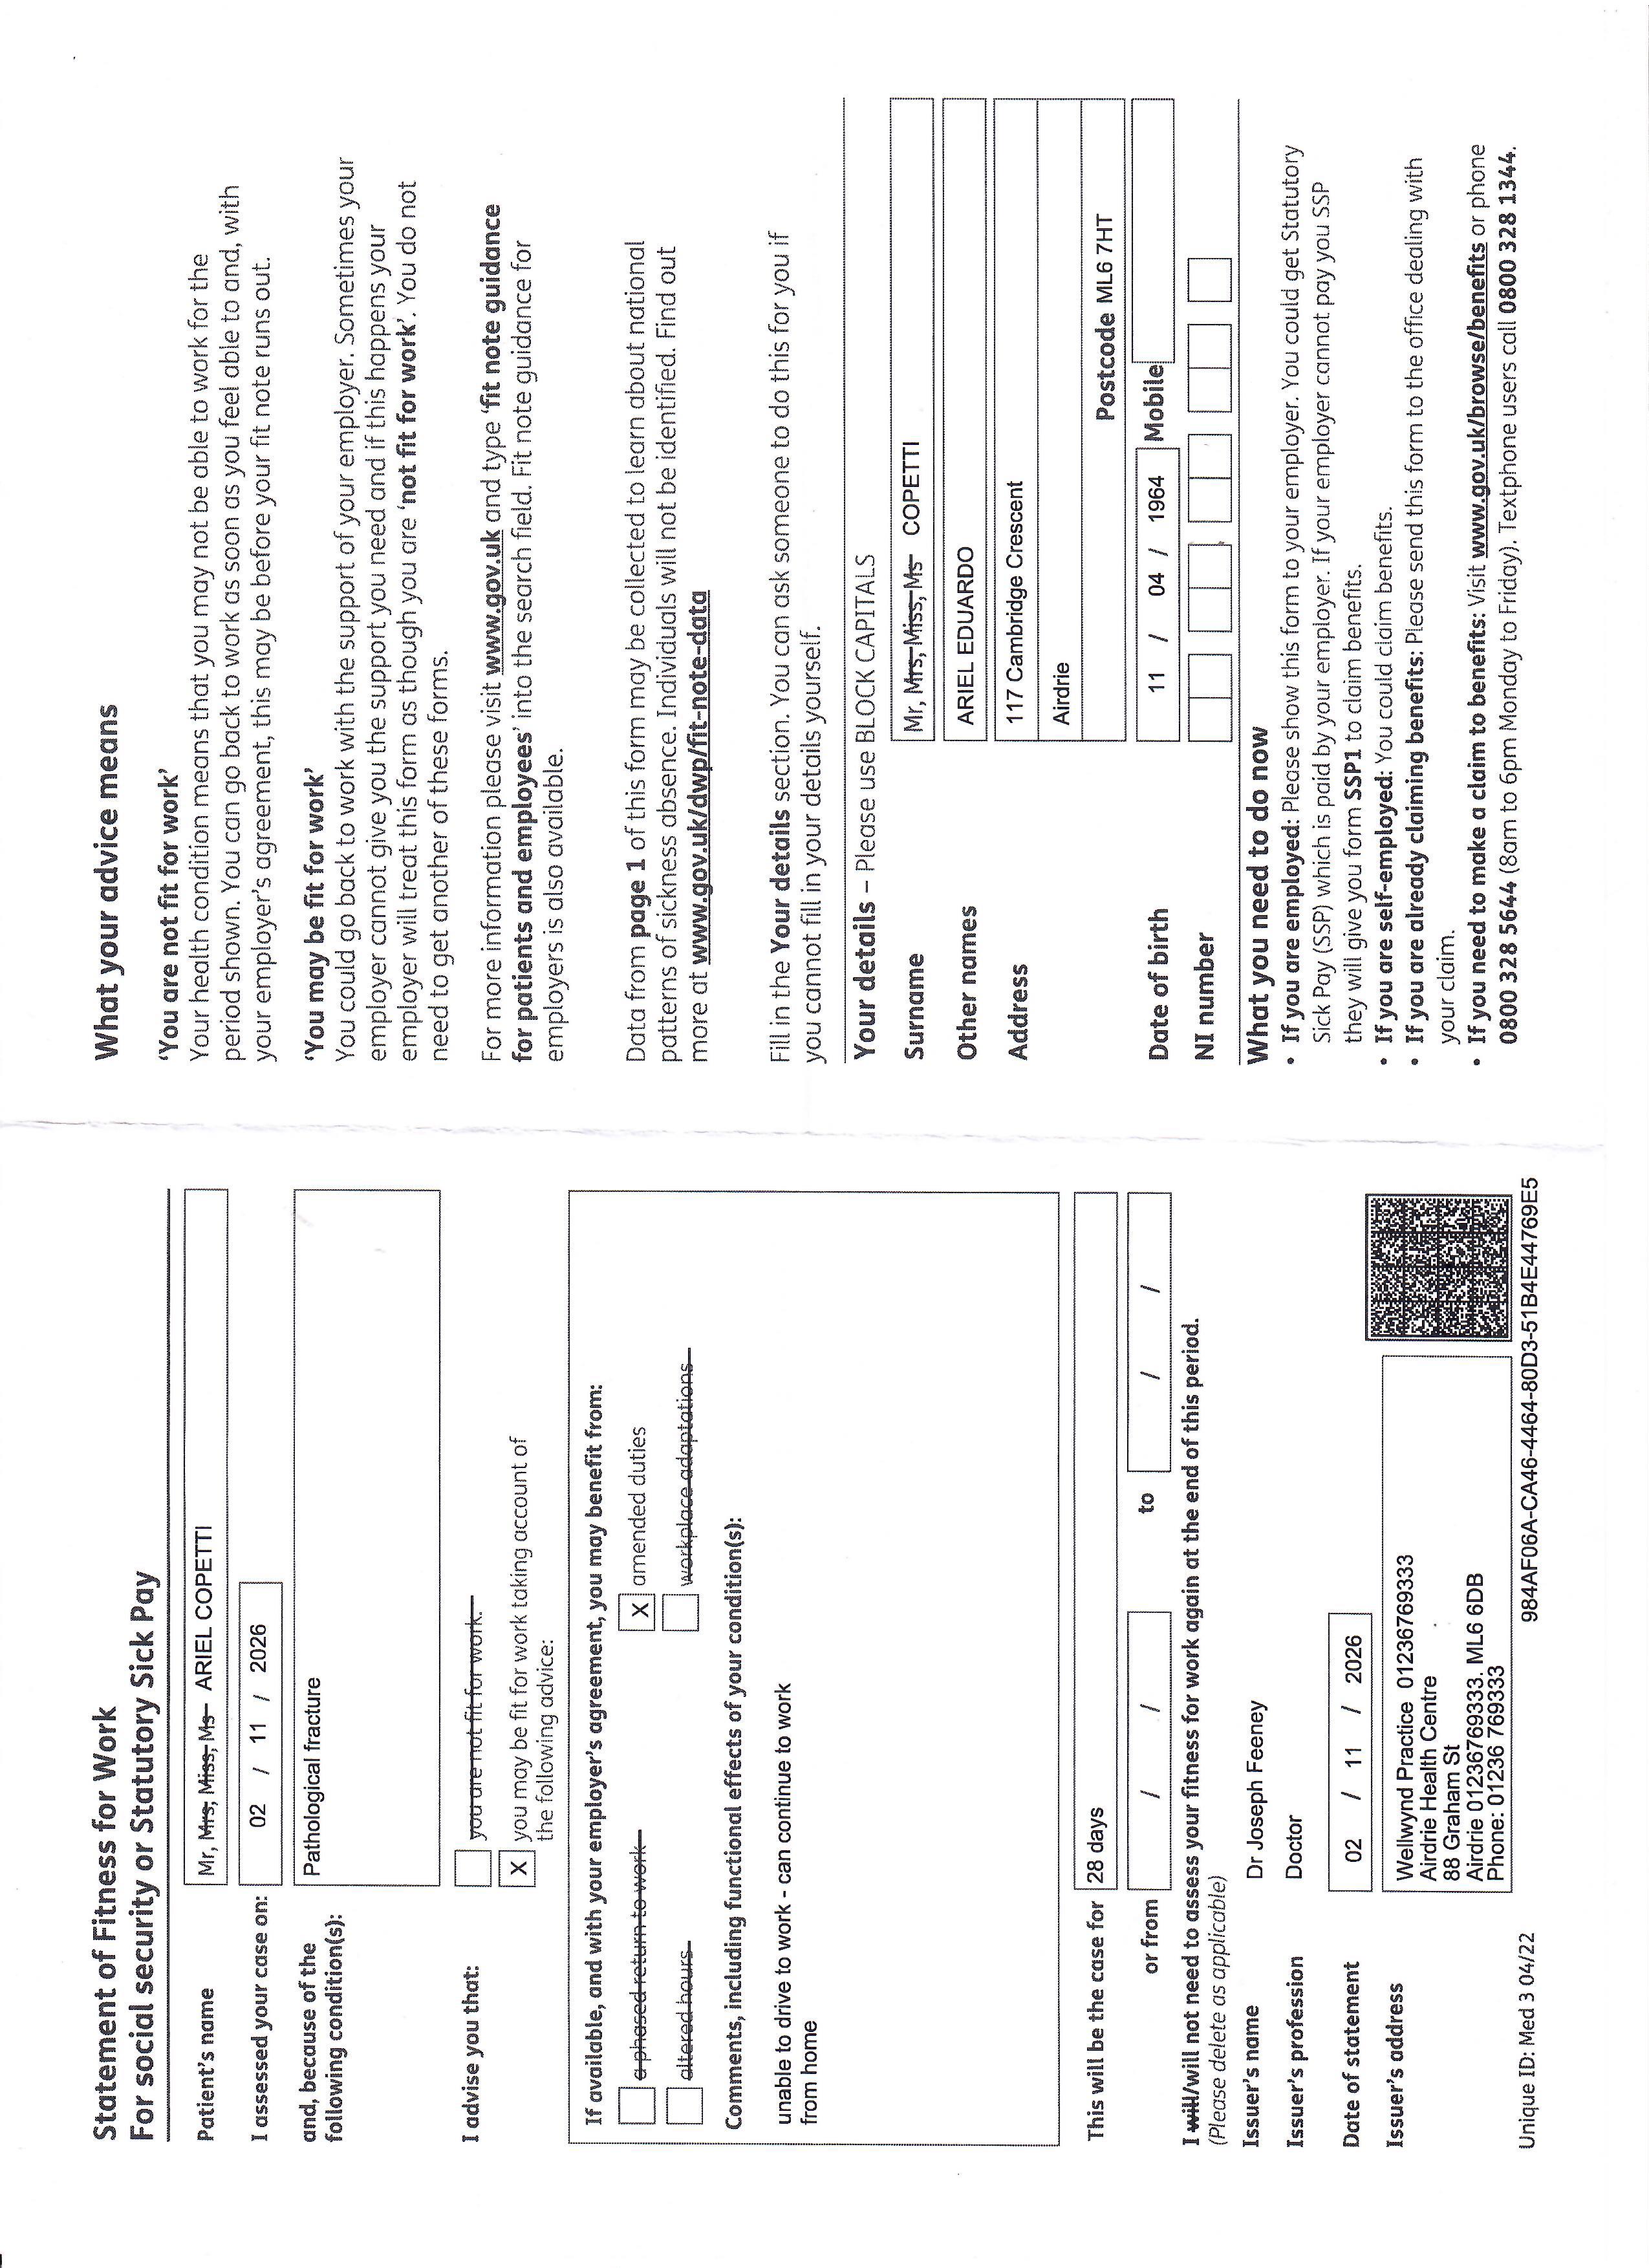 Statement of Fitness for Work
For social security or Statutory Sick Pay
Patient's name Mr, Mrs, Miss, Ms ARIEL COPETTI
I assessed your case on: 02 / 11 / 2026
and, because of the
following condition(s): Pathological fracture
I advise you that: you are not fit for work.
X you may be fit for work taking account of
the following advice:
If available, and with your employer's agreement, you may benefit from:
a phased return to work X amended duties
altered hours workplace adaptations
Comments, including functional effects of your condition(s):
unable to drive to work - can continue to work
from home
This will be the case for 28 days
or from / / to / /
I will/will not need to assess your fitness for work again at the end of this period.
(Please delete as applicable)
Issuer's name Dr Joseph Feeney
Issuer's profession Doctor
Date of statement 02 / 11 / 2026
Issuer's address Wellwynd Practice 01236769333
Airdrie Health Centre
88 Graham St
Airdrie 01236769333. ML6 6DB
Phone: 01236 769333
Unique ID: Med 3 04/22 984AF06A-CA46-4464-80D3-51B4E44769E5
What your advice means
'You are not fit for work'
Your health condition means that you may not be able to work for the
period shown. You can go back to work as soon as you feel able to and, with
your employer's agreement, this may be before your fit note runs out.
'You may be fit for work'
You could go back to work with the support of your employer. Sometimes your
employer cannot give you the support you need and if this happens your
employer will treat this form as though you are 'not fit for work'. You do not
need to get another of these forms.
For more information please visit www.gov.uk and type 'fit note guidance
for patients and employees' into the search field. Fit note guidance for
employers is also available.
Data from page 1 of this form may be collected to learn about national
patterns of sickness absence. Individuals will not be identified. Find out
more at www.gov.uk/dwp/fit-note-data
Fill in the Your details section. You can ask someone to do this for you if
you cannot fill in your details yourself.
Your details – Please use BLOCK CAPITALS
Surname Mr, Mrs, Miss, Ms COPETTI
Other names ARIEL EDUARDO
Address 117 Cambridge Crescent
Airdrie
Postcode ML6 7HT
Date of birth 11 / 04 / 1964 Mobile
NI number
What you need to do now
• If you are employed: Please show this form to your employer. You could get Statutory
Sick Pay (SSP) which is paid by your employer. If your employer cannot pay you SSP
they will give you form SSP1 to claim benefits.
• If you are self-employed: You could claim benefits.
• If you are already claiming benefits: Please send this form to the office dealing with
your claim.
• If you need to make a claim to benefits: Visit www.gov.uk/browse/benefits or phone
0800 328 5644 (8am to 6pm Monday to Friday). Textphone users call 0800 328 1344.